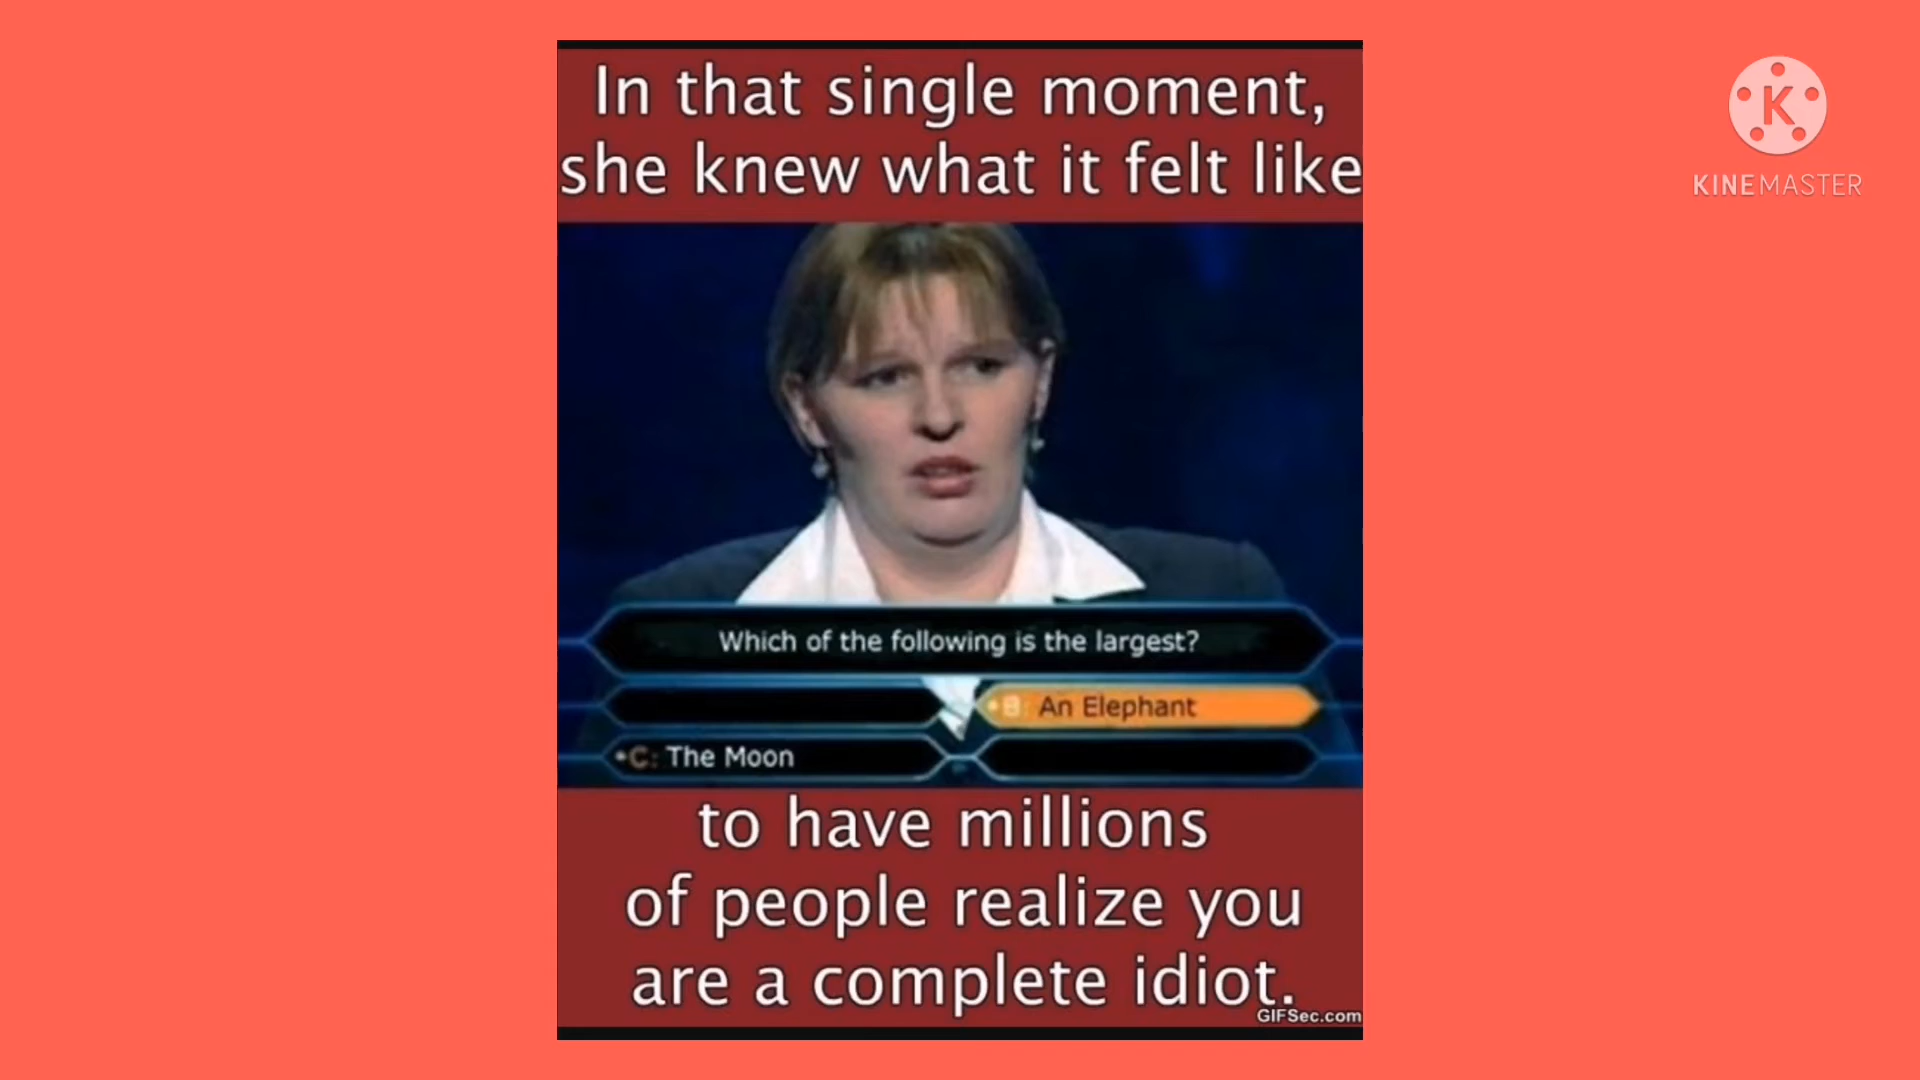 In that single moment,
she knew what it felt like
K
KINEMASTER
Which of the following is the largest?
B: An Elephant
C: The Moon
to have millions
of people realize you
are a complete idiot.
GIFSec.com